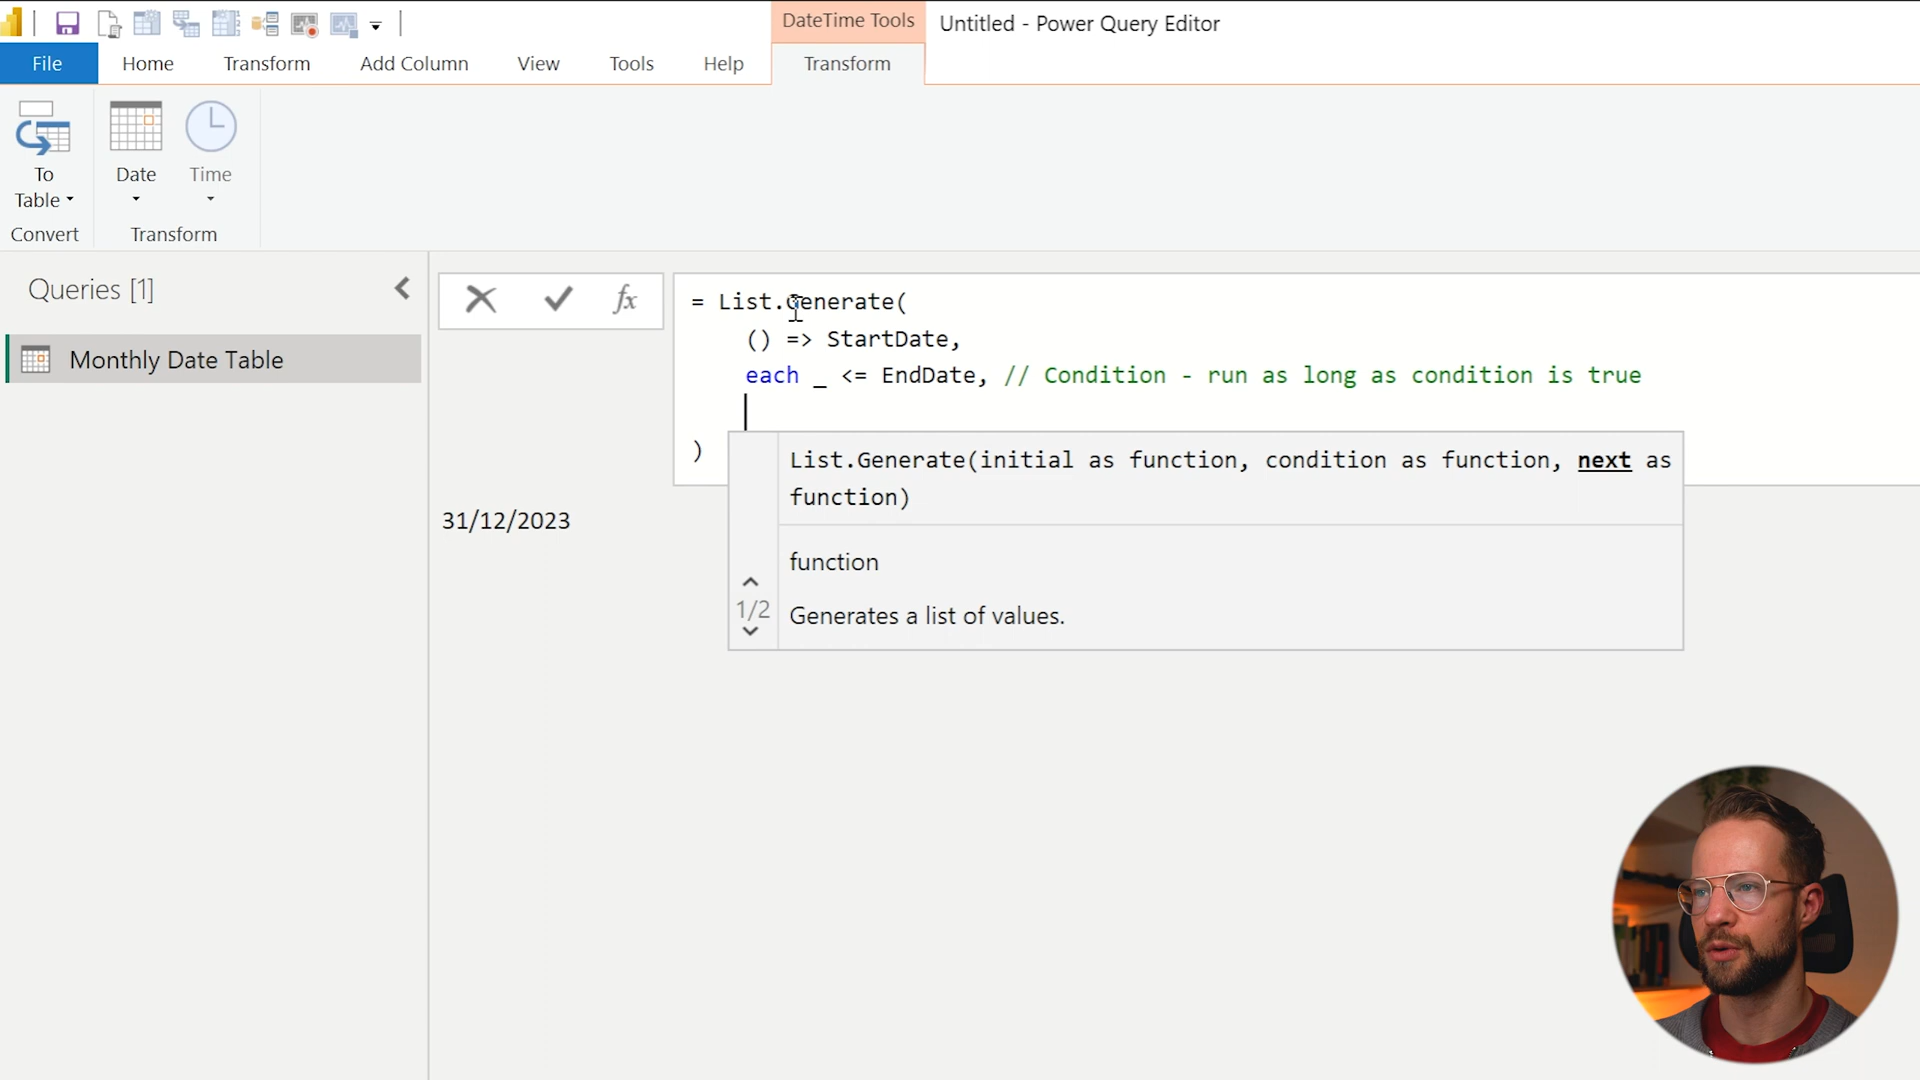 DateTime Tools
Untitled - Power Query Editor
File
Home
Transform
Add Column
View
Tools
Help
Transform
To
Table
Date
Time
Convert
Transform
Queries [1]
Monthly Date Table
fx
= List.Generate(
() => StartDate,
each _ <= EndDate, // Condition - run as long as condition is true
)
List.Generate(initial as function, condition as function, next as
function)
function
1/2
Generates a list of values.
31/12/2023